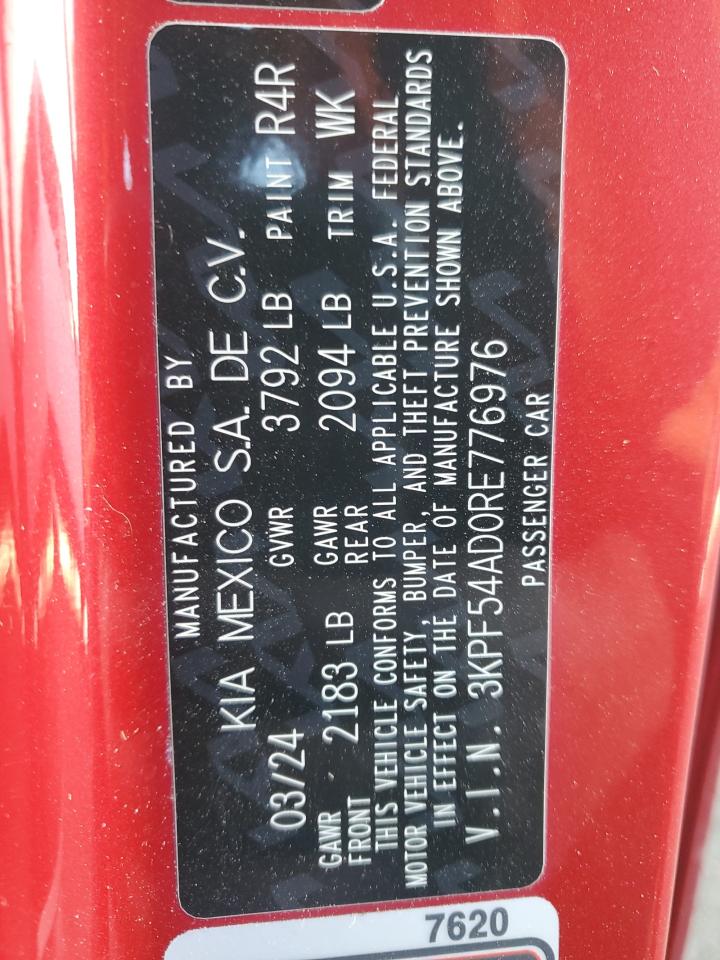 MANUFACTURED BY
KIA MEXICO S.A. DE C.V.
03/24 GVWR 3792 LB PAINT R4R
GAWR FRONT 2183 LB GAWR REAR 2094 LB TRIM WK
THIS VEHICLE CONFORMS TO ALL APPLICABLE U.S.A. FEDERAL
MOTOR VEHICLE SAFETY, BUMPER, AND THEFT PREVENTION STANDARDS
IN EFFECT ON THE DATE OF MANUFACTURE SHOWN ABOVE.
V.I.N. 3KPF54AD0RE776976
PASSENGER CAR
7620